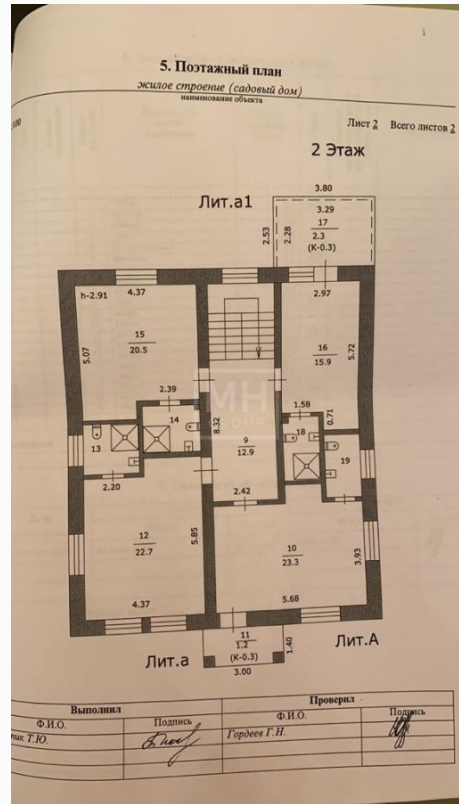 5. Поэтажный план
жилое строение (садовый дом)
наименование объекта
Лист 2 Всего листов 2
2 Этаж
Лит.а1
3.80
3.29
17
2.3
(К-0.3)
2.53
2.28
h-2.91
4.37
2.97
15
20.5
5.07
16
15.9
5.72
2.39
1.58
0.71
14
13
8.32
9
12.9
18
19
2.20
2.42
12
22.7
5.85
10
23.3
3.93
4.37
5.68
11
1.2
(К-0.3)
1.40
3.00
Лит.а
Лит.А
MH
GROUP
Выполнил Проверил
Ф.И.О. Подпись Ф.И.О. Подпись
Т.Ю. Гордеев Г.Н.